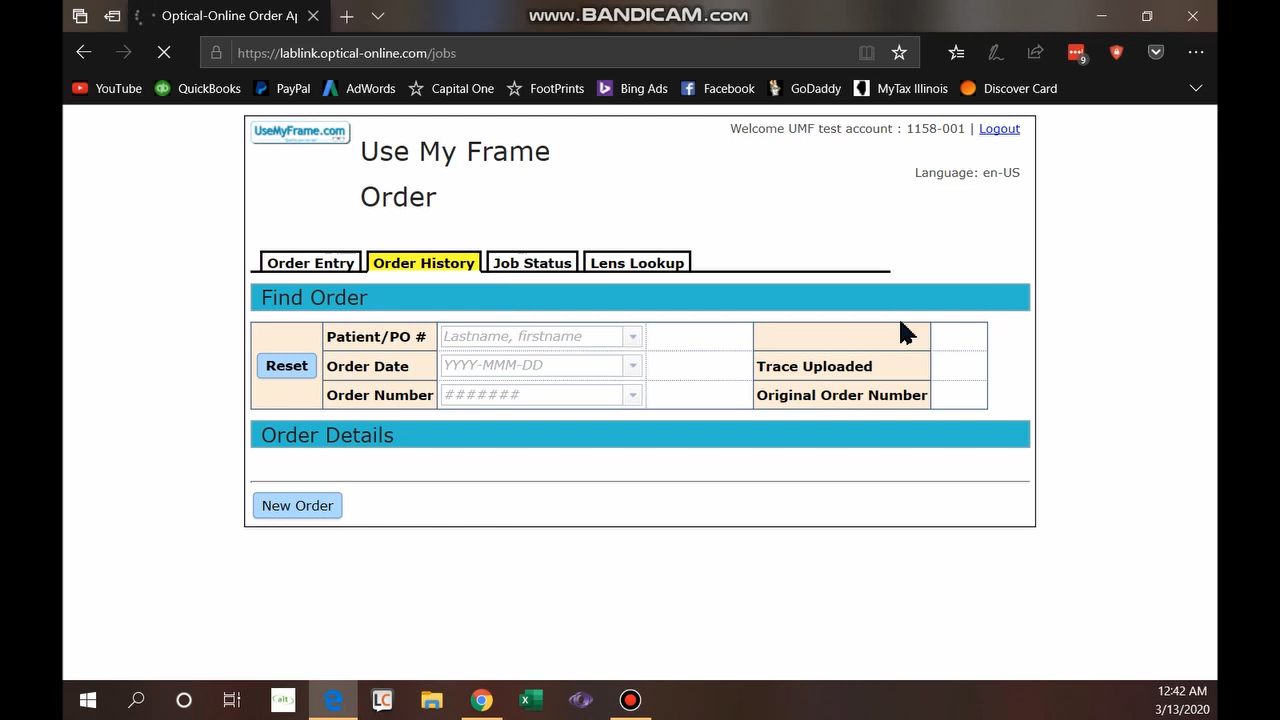 www.BANDICAM.com
Optical-Online Order Ap
https://lablink.optical-online.com/jobs
9
YouTube QuickBooks PayPal AdWords Capital One FootPrints Bing Ads Facebook GoDaddy MyTax Illinois Discover Card
UseMyFrame.com
Welcome UMF test account : 1158-001 | Logout
Use My Frame
Language: en-US
Order
Order Entry Order History Job Status Lens Lookup
Find Order
Patient/PO # Lastname, firstname
Reset Order Date YYYY-MMM-DD Trace Uploaded
Order Number ####### Original Order Number
Order Details
New Order
Calt
LC
12:42 AM
3/13/2020